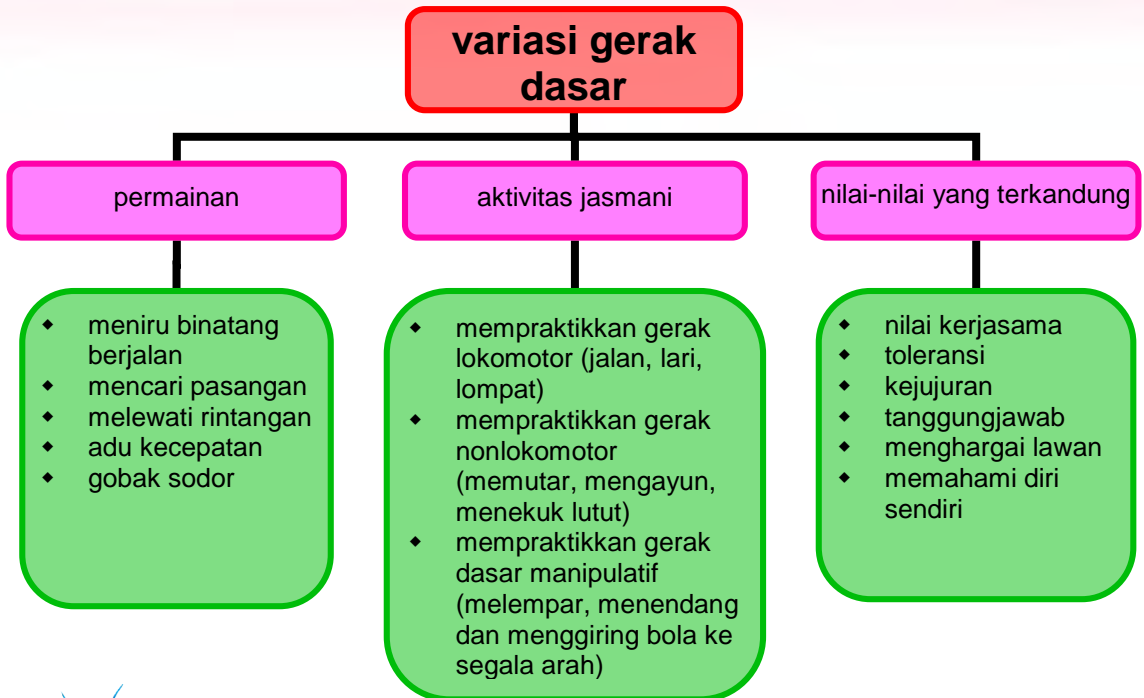 variasi gerak
dasar
permainan
aktivitas jasmani
nilai-nilai yang terkandung
◆ meniru binatang
berjalan
◆ mencari pasangan
◆ melewati rintangan
◆ adu kecepatan
◆ gobak sodor
◆ mempraktikkan gerak
lokomotor (jalan, lari,
lompat)
◆ mempraktikkan gerak
nonlokomotor
(memutar, mengayun,
menekuk lutut)
◆ mempraktikkan gerak
dasar manipulatif
(melempar, menendang
dan menggiring bola ke
segala arah)
◆ nilai kerjasama
◆ toleransi
◆ kejujuran
◆ tanggungjawab
◆ menghargai lawan
◆ memahami diri
sendiri